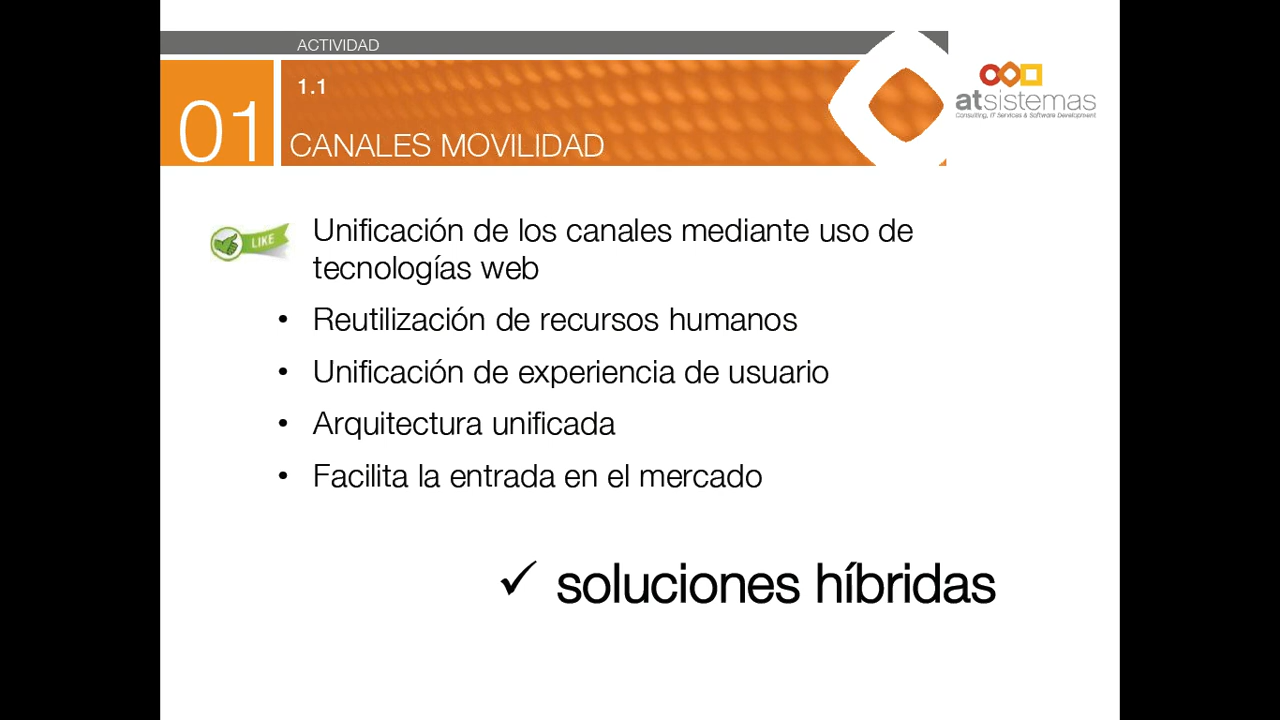 ACTIVIDAD
01
1.1
CANALES MOVILIDAD
atsistemas
Consulting, IT Services & Software Development
LIKE
Unificación de los canales mediante uso de
tecnologías web
• Reutilización de recursos humanos
• Unificación de experiencia de usuario
• Arquitectura unificada
• Facilita la entrada en el mercado
✓ soluciones híbridas